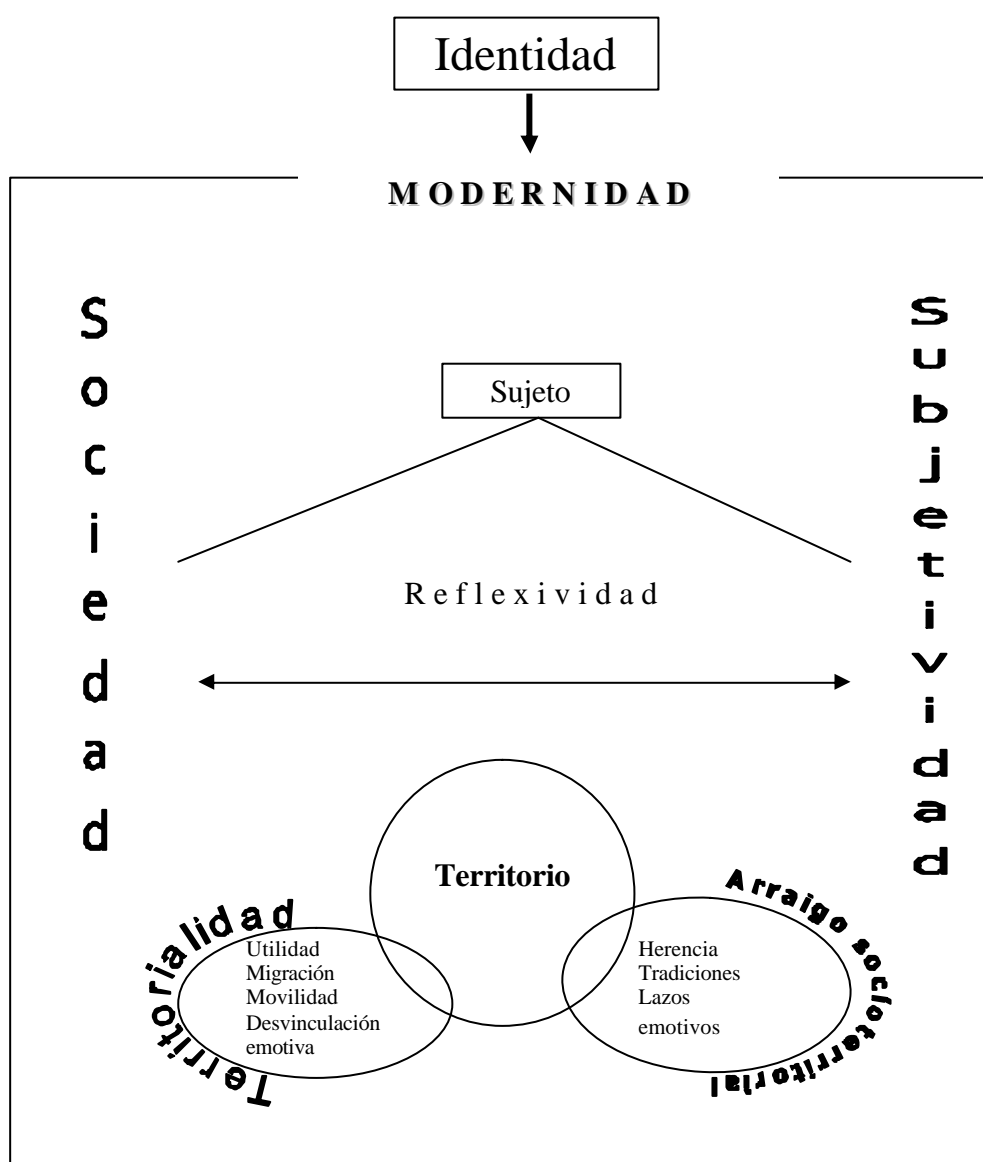 Identidad
MODERNIDAD
Sociedad
Subjetividad
Sujeto
Reflexividad
Territorio
Territorialidad
Utilidad
Migración
Movilidad
Desvinculación
emotiva
Arraigo socioterritorial
Herencia
Tradiciones
Lazos
emotivos